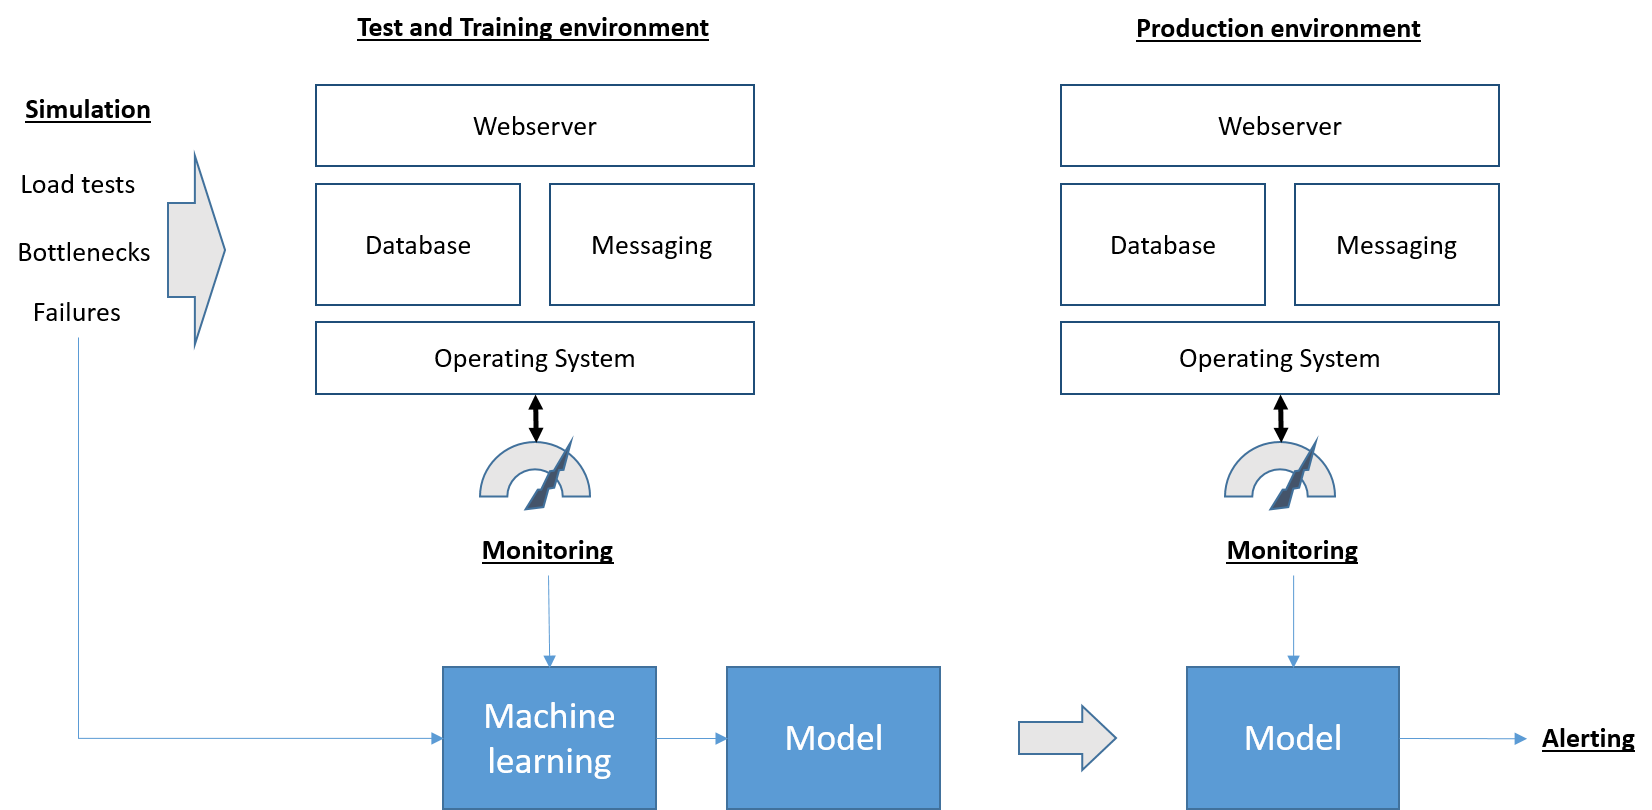 Test and Training environment
Production environment
Simulation
Load tests
Bottlenecks
Failures
Webserver
Database
Messaging
Operating System
Monitoring
Machine
learning
Model
Webserver
Database
Messaging
Operating System
Monitoring
Model
Alerting